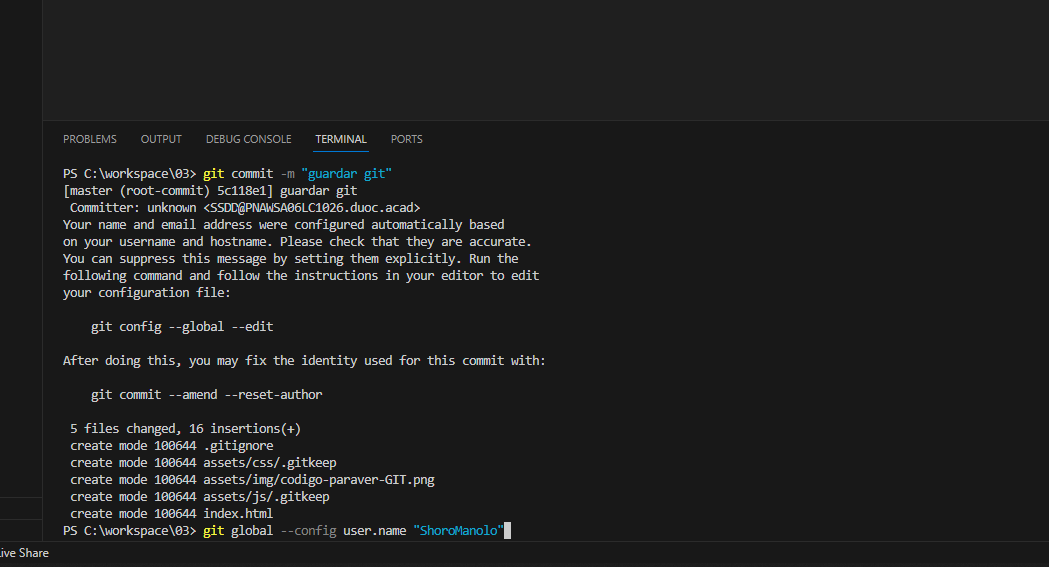 PROBLEMS OUTPUT DEBUG CONSOLE TERMINAL PORTS
PS C:\workspace\03> git commit -m "guardar git"
[master (root-commit) 5c118e1] guardar git
 Committer: unknown <SSDD@PNAWSA06LC1026.duoc.acad>
Your name and email address were configured automatically based
on your username and hostname. Please check that they are accurate.
You can suppress this message by setting them explicitly. Run the
following command and follow the instructions in your editor to edit
your configuration file:
    git config --global --edit
After doing this, you may fix the identity used for this commit with:
    git commit --amend --reset-author
 5 files changed, 16 insertions(+)
 create mode 100644 .gitignore
 create mode 100644 assets/css/.gitkeep
 create mode 100644 assets/img/codigo-paraver-GIT.png
 create mode 100644 assets/js/.gitkeep
 create mode 100644 index.html
PS C:\workspace\03> git global --config user.name "ShoroManolo"
ive Share